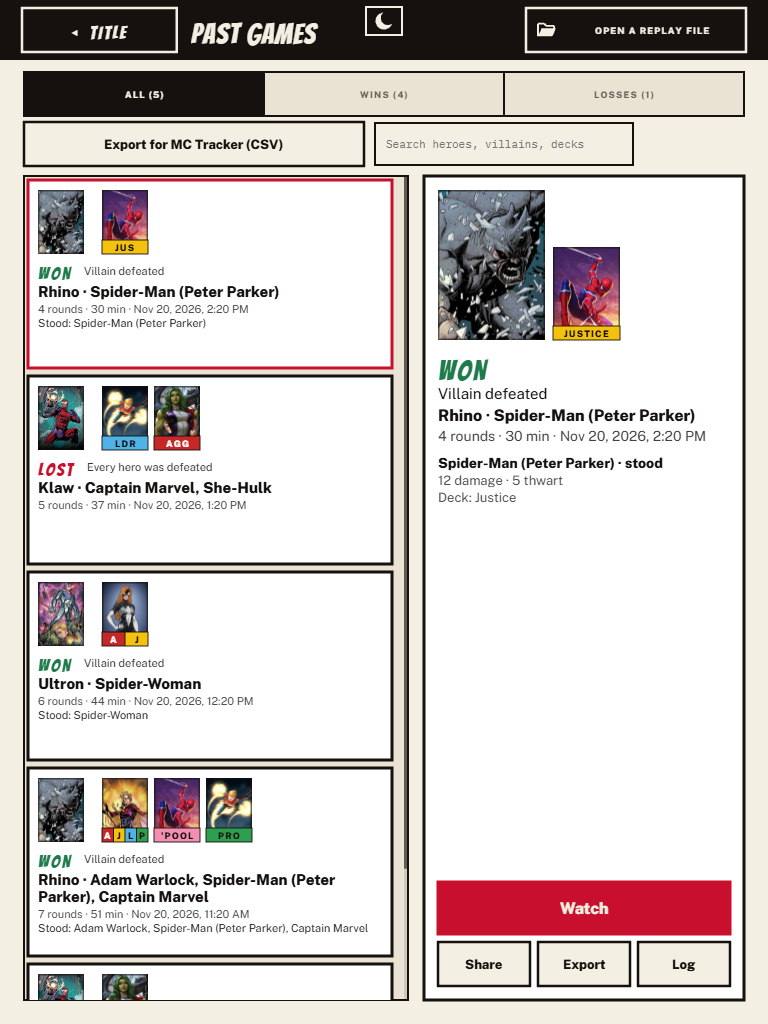 ◂ TITLE
PAST GAMES
OPEN A REPLAY FILE
ALL (5)
WINS (4)
LOSSES (1)
Export for MC Tracker (CSV)
Search heroes, villains, decks
JUS
WON Villain defeated
Rhino · Spider-Man (Peter Parker)
4 rounds · 30 min · Nov 20, 2026, 2:20 PM
Stood: Spider-Man (Peter Parker)
LDR AGG
LOST Every hero was defeated
Klaw · Captain Marvel, She-Hulk
5 rounds · 37 min · Nov 20, 2026, 1:20 PM
A J
WON Villain defeated
Ultron · Spider-Woman
6 rounds · 44 min · Nov 20, 2026, 12:20 PM
Stood: Spider-Woman
A J L P 'POOL PRO
WON Villain defeated
Rhino · Adam Warlock, Spider-Man (Peter
Parker), Captain Marvel
7 rounds · 51 min · Nov 20, 2026, 11:20 AM
Stood: Adam Warlock, Spider-Man (Peter Parker), Captain Marvel
JUSTICE
WON
Villain defeated
Rhino · Spider-Man (Peter Parker)
4 rounds · 30 min · Nov 20, 2026, 2:20 PM
Spider-Man (Peter Parker) · stood
12 damage · 5 thwart
Deck: Justice
Watch
Share
Export
Log